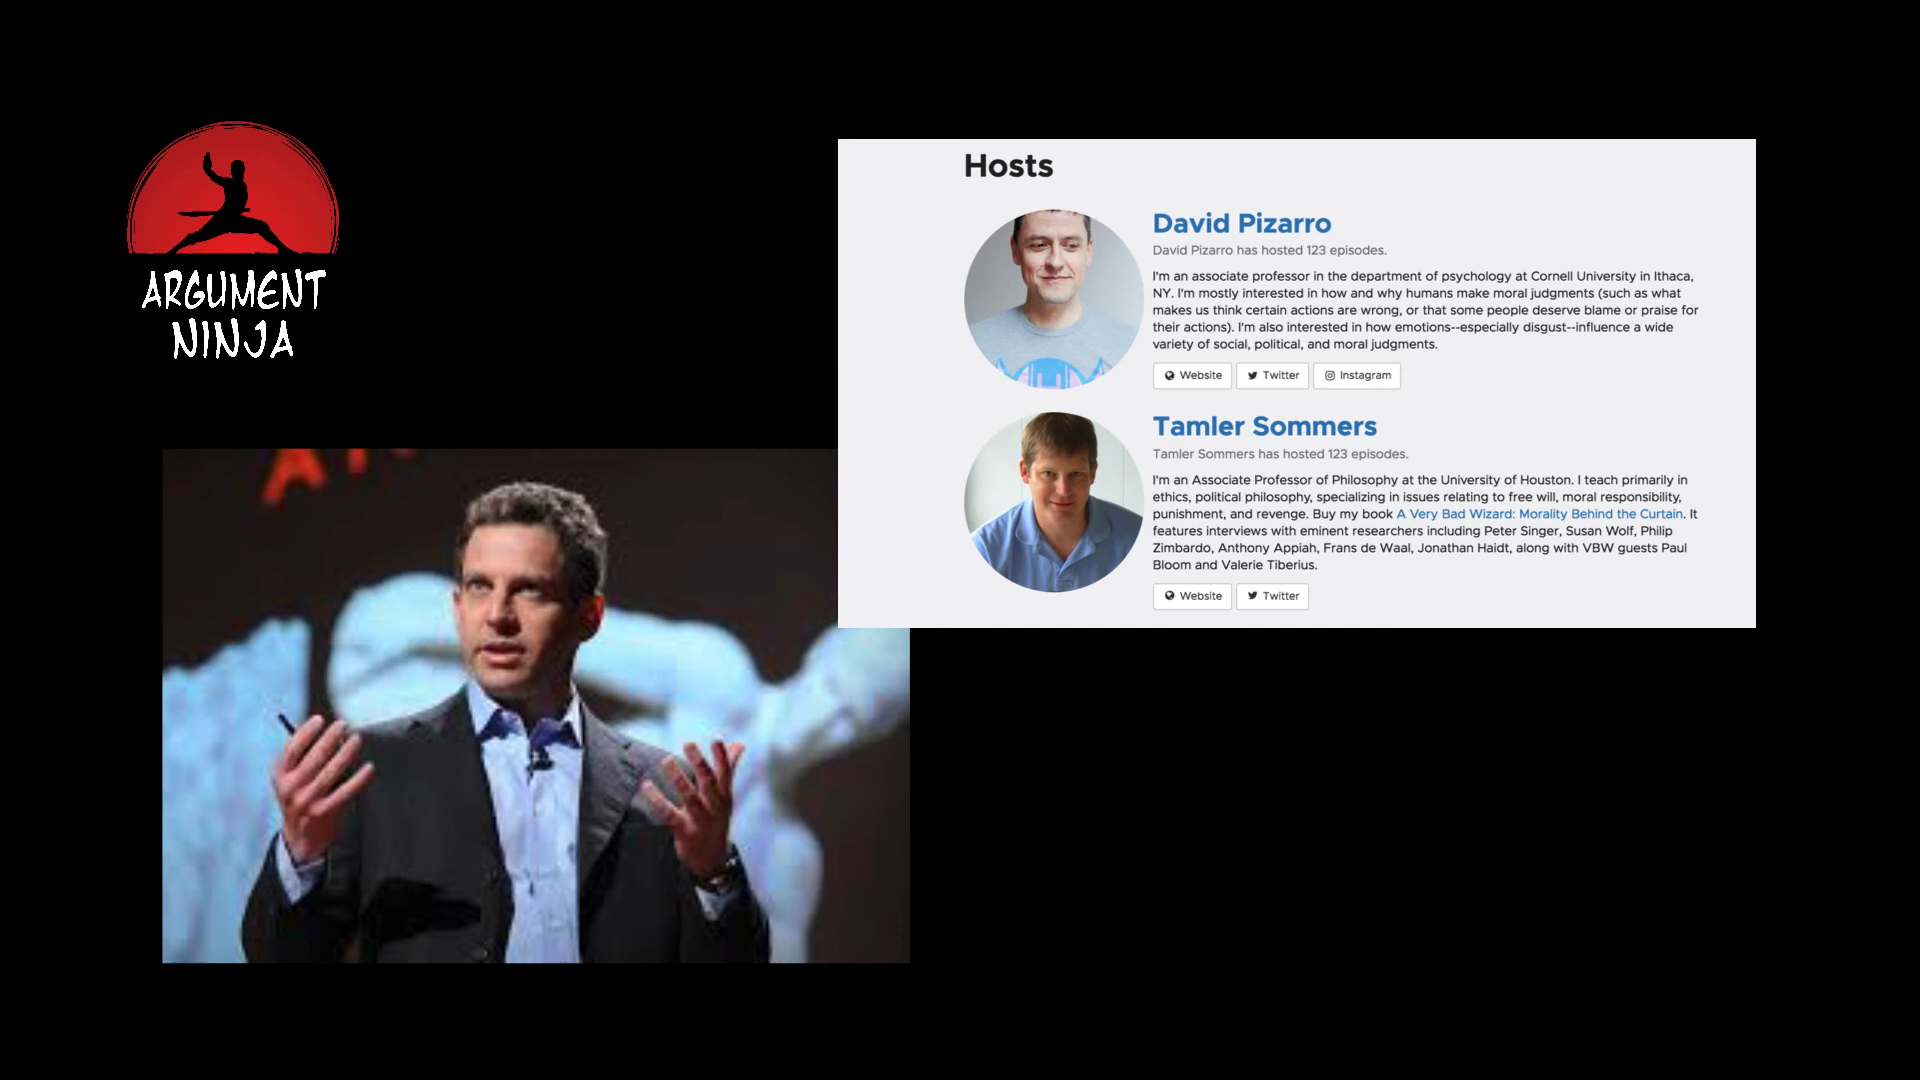 ARGUMENT
NINJA
Hosts
David Pizarro
David Pizarro has hosted 123 episodes.
I'm an associate professor in the department of psychology at Cornell University in Ithaca,
NY. I'm mostly interested in how and why humans make moral judgments (such as what
makes us think certain actions are wrong, or that some people deserve blame or praise for
their actions). I'm also interested in how emotions--especially disgust--influence a wide
variety of social, political, and moral judgments.
Website Twitter Instagram
Tamler Sommers
Tamler Sommers has hosted 123 episodes.
I'm an Associate Professor of Philosophy at the University of Houston. I teach primarily in
ethics, political philosophy, specializing in issues relating to free will, moral responsibility,
punishment, and revenge. Buy my book A Very Bad Wizard: Morality Behind the Curtain. It
features interviews with eminent researchers including Peter Singer, Susan Wolf, Philip
Zimbardo, Anthony Appiah, Frans de Waal, Jonathan Haidt, along with VBW guests Paul
Bloom and Valerie Tiberius.
Website Twitter